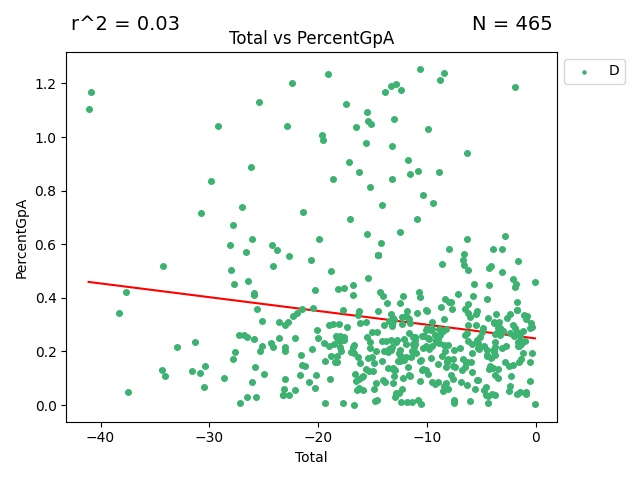 r^2 = 0.03
N = 465
Total vs PercentGpA
D
1.2
1.0
0.8
0.6
0.4
0.2
0.0
PercentGpA
−40
−30
−20
−10
0
Total